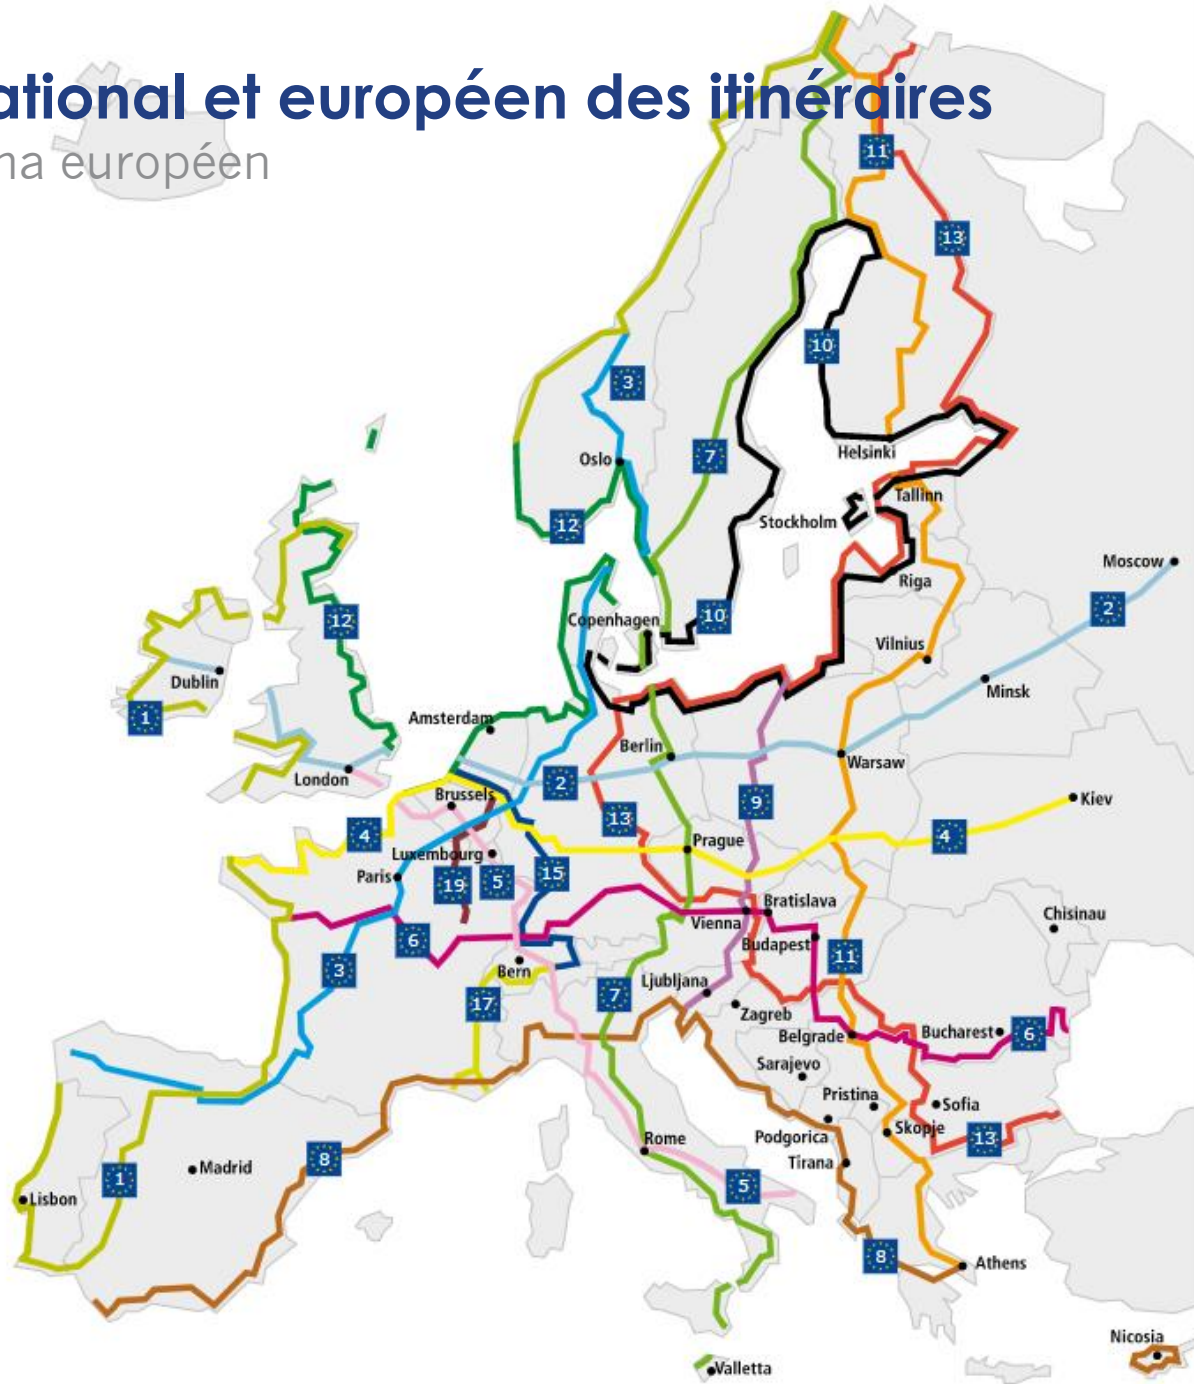 ational et européen des itinéraires
na européen
11
13
10
3
7
Helsinki
Oslo
Tallinn
12
Stockholm
Moscow
Riga
2
12
Copenhagen
10
Vilnius
Dublin
Minsk
1
Amsterdam
Berlin
Warsaw
London
2
Brussels
9
Kiev
4
13
4
Prague
Luxembourg
Paris
19
5
15
Bratislava
Chisinau
Vienna
6
Budapest
3
Bern
11
Ljubljana
7
17
Zagreb
Bucharest
6
Belgrade
Sarajevo
Pristina
Sofia
Skopje
Podgorica
13
Rome
8
Tirana
Madrid
1
5
Lisbon
8
Athens
Nicosia
Valletta